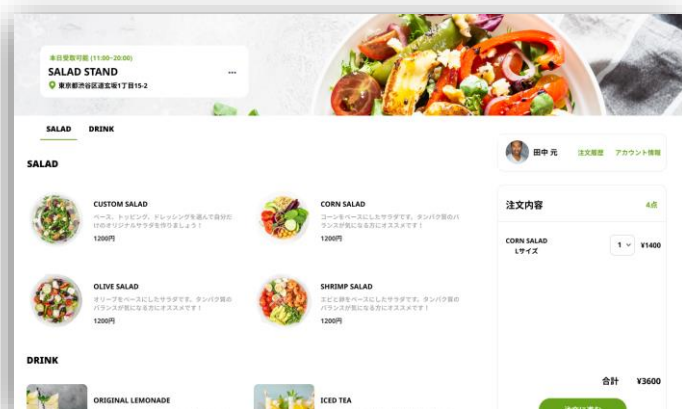 本日受取可能 (11:00~20:00)
SALAD STAND
...
東京都渋谷区道玄坂1丁目15-2
SALAD
DRINK
SALAD
CUSTOM SALAD
ベース、トッピング、ドレッシングを選んで自分だ
けのオリジナルサラダを作りましょう！
1200円
CORN SALAD
コーンをベースにしたサラダです。タンパク質のバ
ランスが気になる方にオススメです！
1200円
OLIVE SALAD
オリーブをベースにしたサラダです。タンパク質の
バランスが気になる方にオススメです！
1200円
SHRIMP SALAD
エビと卵をベースにしたサラダです。タンパク質の
バランスが気になる方にオススメです！
1200円
DRINK
ORIGINAL LEMONADE
ICED TEA
田中 元
注文履歴
アカウント情報
注文内容
4点
CORN SALAD
Lサイズ
1
¥1400
合計
¥3600
注文に進む